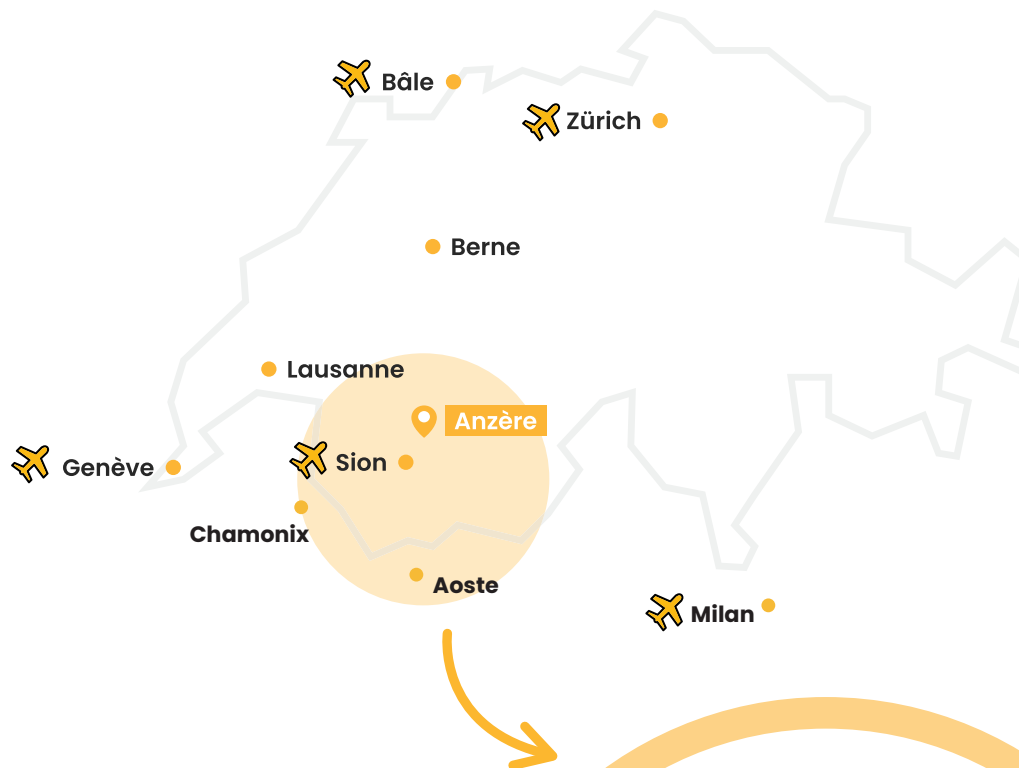 Bâle
Zürich
Berne
Lausanne
Anzère
Sion
Genève
Chamonix
Aoste
Milan